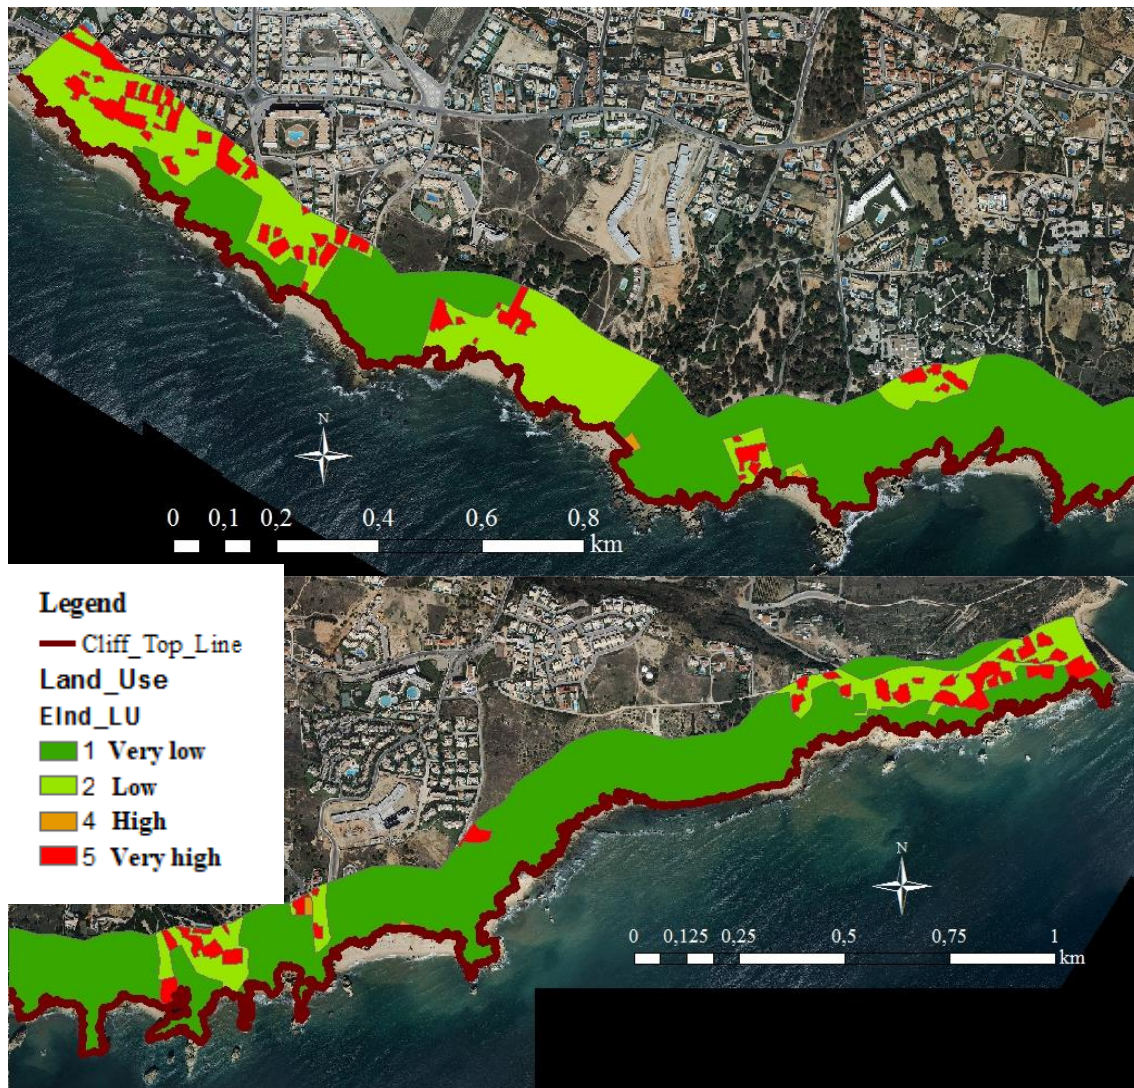 N
0 0,1 0,2 0,4 0,6 0,8
km
Legend
Cliff_Top_Line
Land_Use
EInd_LU
1 Very low
2 Low
4 High
5 Very high
N
0 0,125 0,25 0,5 0,75 1
km